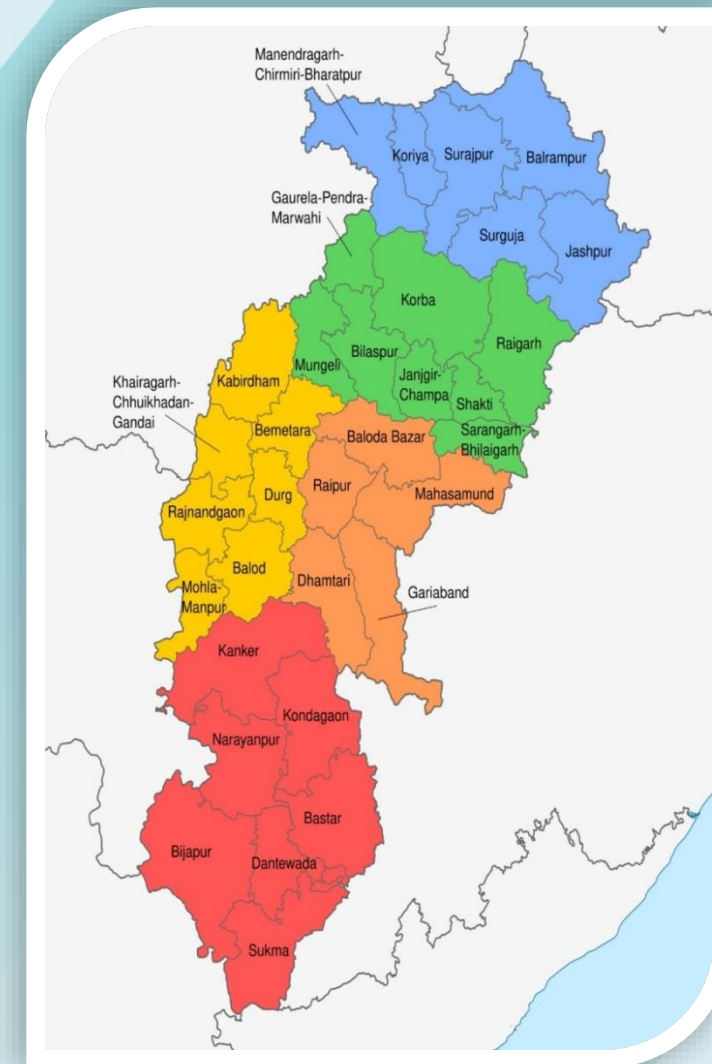 Manendragarh-
Chirmiri-Bharatpur
Koriya
Surajpur
Balrampur
Gaurela-Pendra-
Marwahi
Surguja
Jashpur
Korba
Raigarh
Bilaspur
Mungeli
Janjgir-
Champa
Shakti
Kabirdham
Khairagarh-
Chhuikhadan-
Gandai
Bemetara
Baloda Bazar
Sarangarh-
Bhilaigarh
Raipur
Mahasamund
Durg
Rajnandgaon
Balod
Dhamtari
Mohla-
Manpur
Gariaband
Kanker
Kondagaon
Narayanpur
Bastar
Bijapur
Dantewada
Sukma